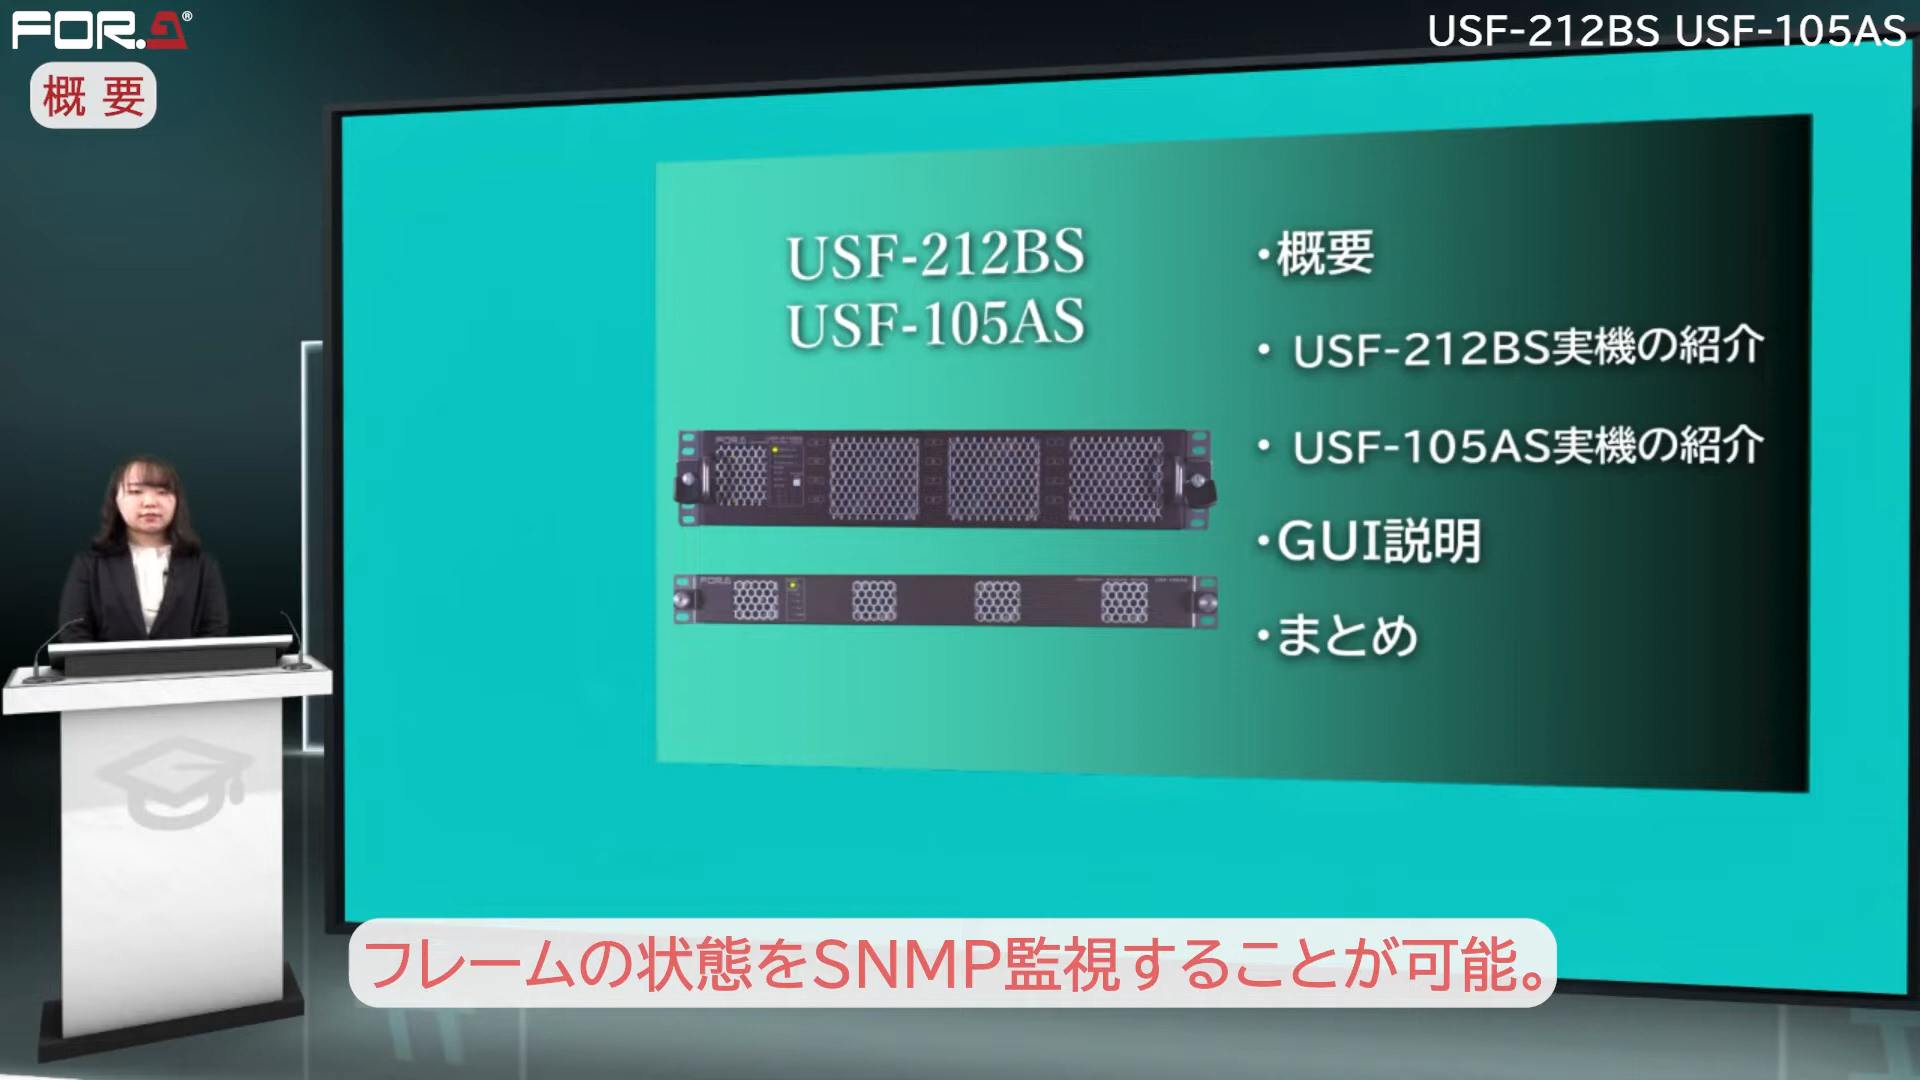 FOR.A®
概要
USF-212BS USF-105AS
USF-212BS
USF-105AS
・概要
・USF-212BS実機の紹介
・USF-105AS実機の紹介
・GUI説明
・まとめ
FOR.A
FOR.A
フレームの状態をSNMP監視することが可能。